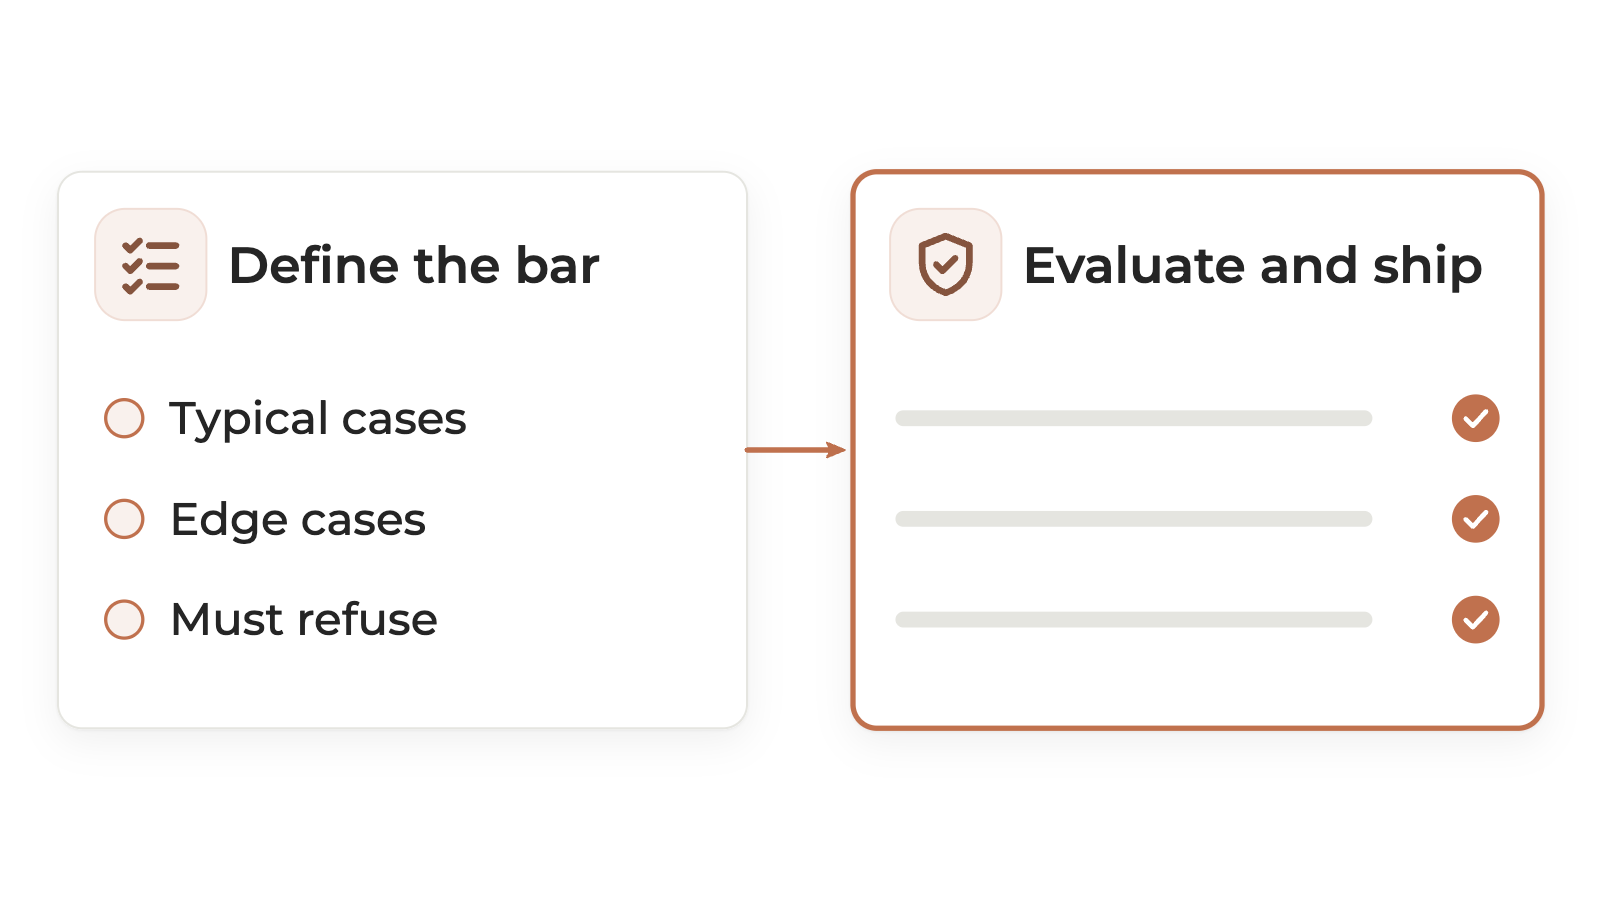 Define the bar
Typical cases
Edge cases
Must refuse
Evaluate and ship